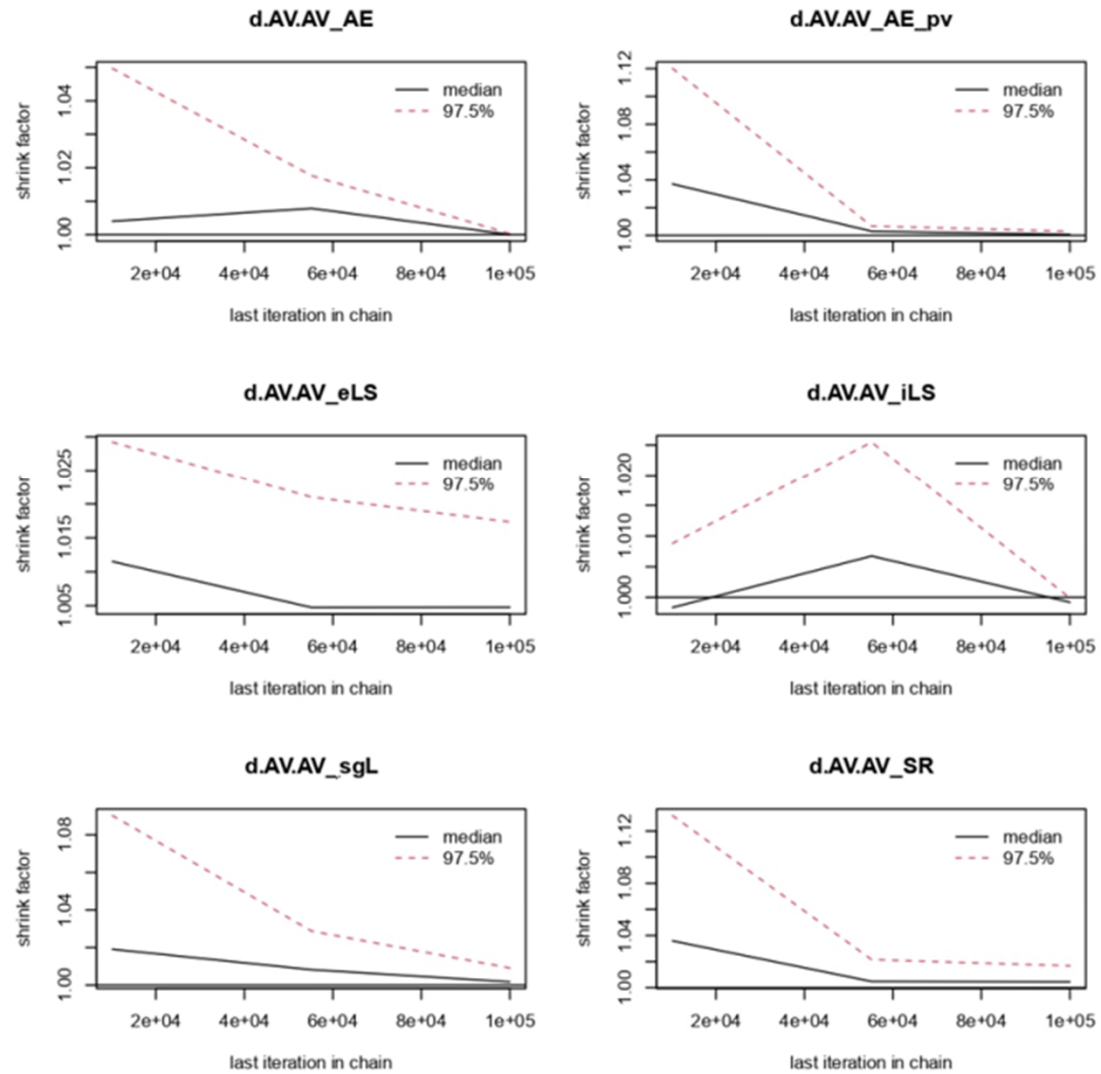 d.AV.AV_AE
shrink factor
1.00 1.02 1.04
median
97.5%
2e+04 4e+04 6e+04 8e+04 1e+05
last iteration in chain
d.AV.AV_AE_pv
shrink factor
1.00 1.04 1.08 1.12
median
97.5%
2e+04 4e+04 6e+04 8e+04 1e+05
last iteration in chain
d.AV.AV_eLS
shrink factor
1.005 1.015 1.025
median
97.5%
2e+04 4e+04 6e+04 8e+04 1e+05
last iteration in chain
d.AV.AV_iLS
shrink factor
1.000 1.010 1.020
median
97.5%
2e+04 4e+04 6e+04 8e+04 1e+05
last iteration in chain
d.AV.AV_sgL
shrink factor
1.00 1.04 1.08
median
97.5%
2e+04 4e+04 6e+04 8e+04 1e+05
last iteration in chain
d.AV.AV_SR
shrink factor
1.00 1.04 1.08 1.12
median
97.5%
2e+04 4e+04 6e+04 8e+04 1e+05
last iteration in chain